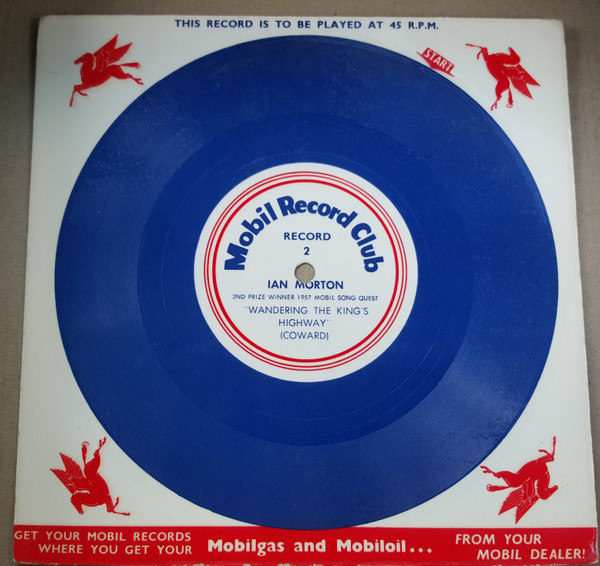 THIS RECORD IS TO BE PLAYED AT 45 R.P.M.
START
Mobil Record Club
RECORD
2
IAN MORTON
2ND PRIZE WINNER 1957 MOBIL SONG QUEST
"WANDERING THE KING'S
HIGHWAY"
(COWARD)
GET YOUR MOBIL RECORDS
WHERE YOU GET YOUR
Mobilgas and Mobiloil...
FROM YOUR
MOBIL DEALER!